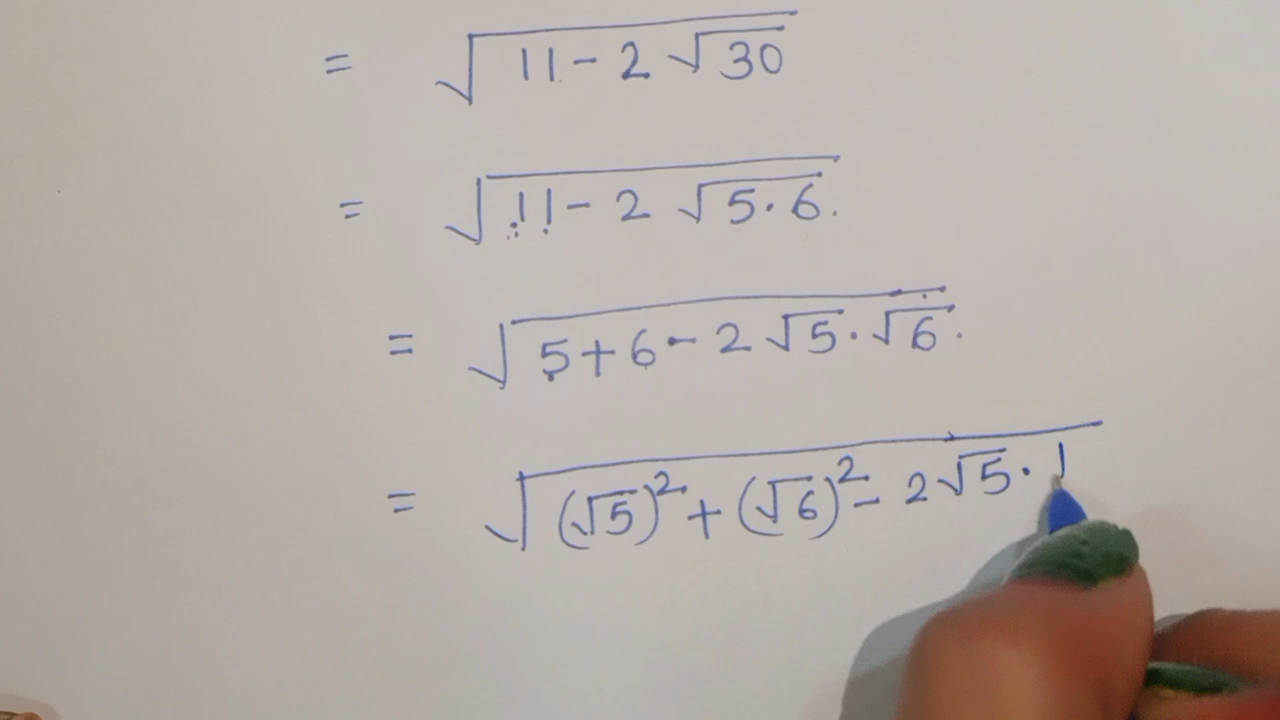 = √11-2√30
= √11-2√5·6.
= √5+6-2√5·√6.
= √(√5)²+(√6)²-2√5·